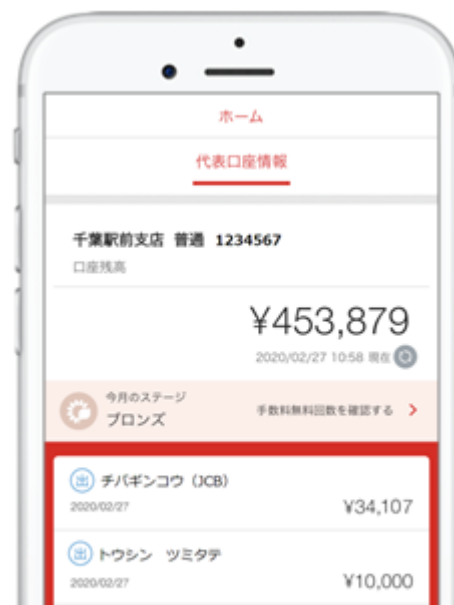 ホーム
代表口座情報
千葉駅前支店 普通 1234567
口座残高
¥453,879
2020/02/27 10:58 現在
今月のステージ
ブロンズ
手数料無料回数を確認する
出 チバギンコウ（JCB）
2020/02/27
¥34,107
出 トウシン ツミタテ
2020/02/27
¥10,000